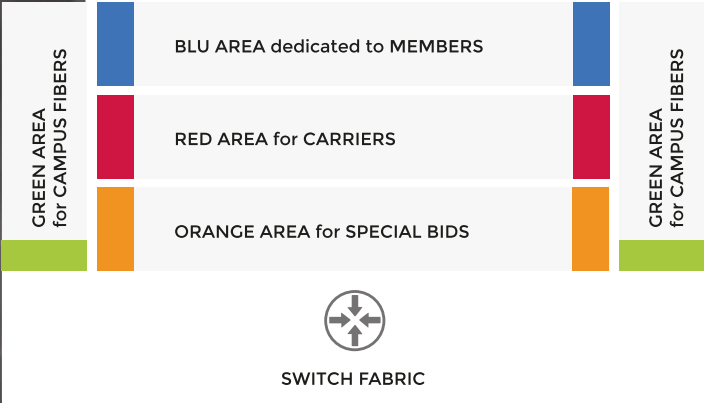 GREEN AREA
for CAMPUS FIBERS
BLU AREA dedicated to MEMBERS
RED AREA for CARRIERS
ORANGE AREA for SPECIAL BIDS
GREEN AREA
for CAMPUS FIBERS
SWITCH FABRIC